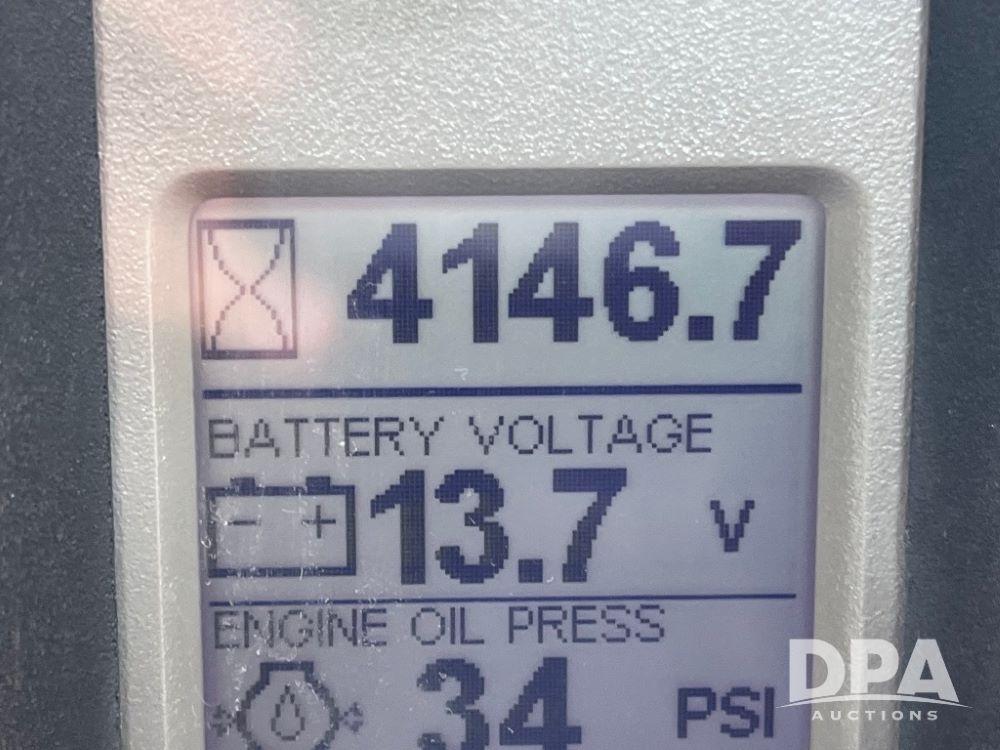 4146.7
BATTERY VOLTAGE
- + 13.7 V
ENGINE OIL PRESS
34 PSI
DPA
AUCTIONS